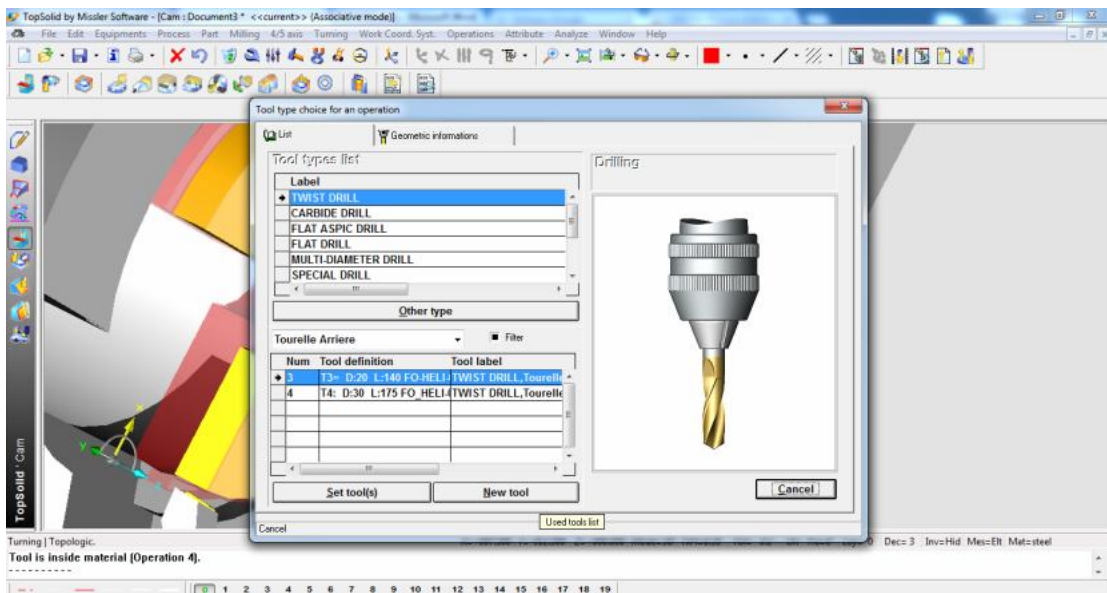 TopSolid by Missler Software - [Cam : Document3 * <<current>> (Associative mode)]
File Edit Equipments Process Part Milling 4/5 axis Turning Work Coord. Syst. Operations Attribute Analyze Window Help
Tool type choice for an operation
List Geometric informations
Tool types list
Drilling
Label
TWIST DRILL
CARBIDE DRILL
FLAT ASPIC DRILL
FLAT DRILL
MULTI-DIAMETER DRILL
SPECIAL DRILL
Other type
Tourelle Arriere Filter
Num Tool definition Tool label
3 T3= D:20 L:140 FO-HELI- TWIST DRILL,Tourelle
4 T4: D:30 L:175 FO_HELI- TWIST DRILL,Tourelle
Set tool(s) New tool Cancel
Used tools list
Cancel
TopSolid'Cam
Turning | Topologic. Dec= 3 Inv=Hid Mes=Elt Mat=steel
Tool is inside material (Operation 4).
----------
0 1 2 3 4 5 6 7 8 9 10 11 12 13 14 15 16 17 18 19